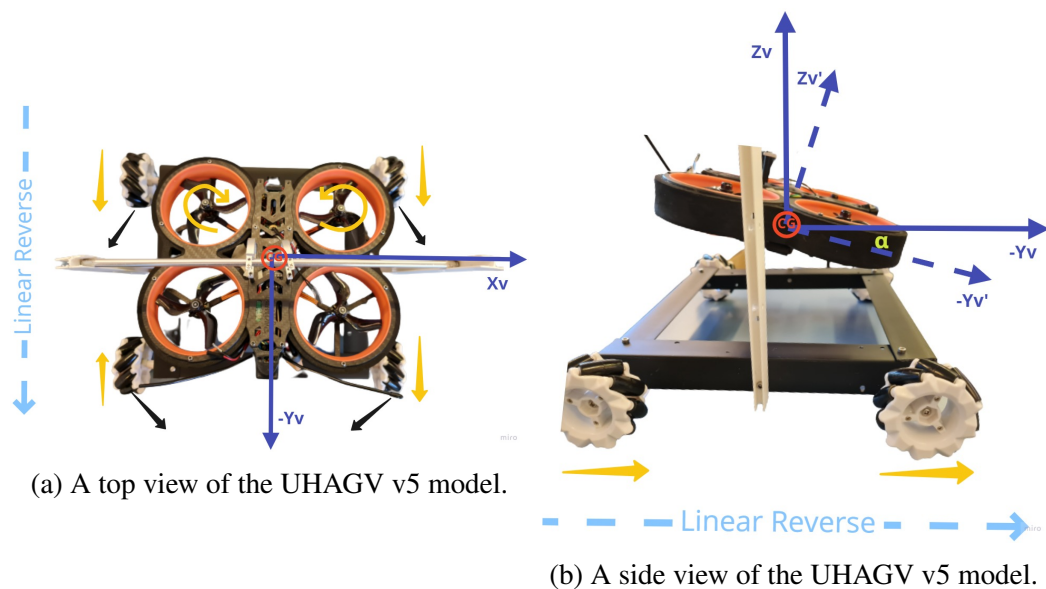 Linear Reverse
CG
Xv
-Yv
miro
(a) A top view of the UHAGV v5 model.
Zv
Zv'
CG
α
-Yv
-Yv'
Linear Reverse
miro
(b) A side view of the UHAGV v5 model.